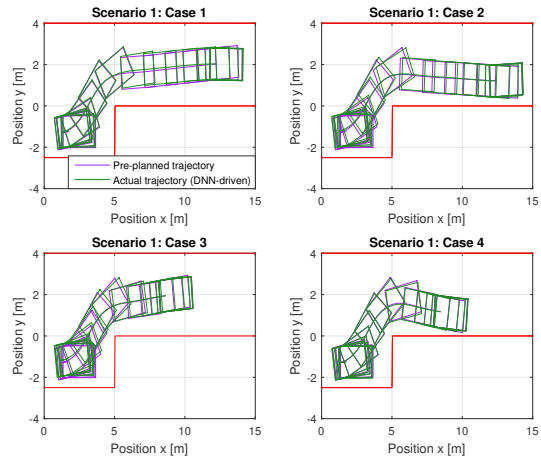 Scenario 1: Case 1
4
2
0
-2
-4
Position y [m]
Pre-planned trajectory
Actual trajectory (DNN-driven)
0 5 10 15
Position x [m]
Scenario 1: Case 2
4
2
0
-2
-4
Position y [m]
0 5 10 15
Position x [m]
Scenario 1: Case 3
4
2
0
-2
-4
Position y [m]
0 5 10 15
Position x [m]
Scenario 1: Case 4
4
2
0
-2
-4
Position y [m]
0 5 10 15
Position x [m]